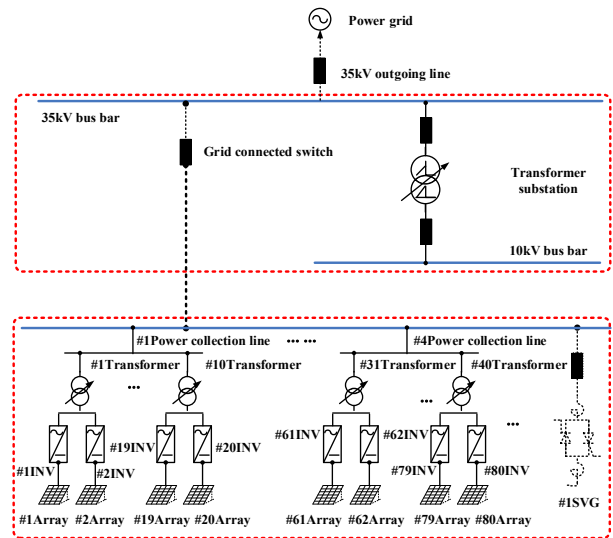 Power grid
35kV outgoing line
35kV bus bar
Grid connected switch
Transformer
substation
10kV bus bar
#1Power collection line
... ...
#4Power collection line
#1Transformer
#10Transformer
#31Transformer
#40Transformer
...
...
...
#1INV
#2INV
#19INV
#20INV
#61INV
#62INV
#79INV
#80INV
#1SVG
#1Array
#2Array
#19Array
#20Array
#61Array
#62Array
#79Array
#80Array